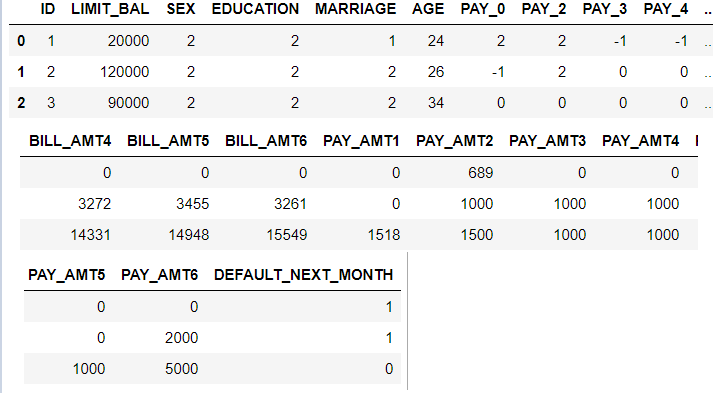 ID LIMIT_BAL SEX EDUCATION MARRIAGE AGE PAY_0 PAY_2 PAY_3 PAY_4 ..
0 1 20000 2 2 1 24 2 2 -1 -1 ..
1 2 120000 2 2 2 26 -1 2 0 0 ..
2 3 90000 2 2 2 34 0 0 0 0 ..
BILL_AMT4 BILL_AMT5 BILL_AMT6 PAY_AMT1 PAY_AMT2 PAY_AMT3 PAY_AMT4
0 0 0 0 689 0 0
3272 3455 3261 0 1000 1000 1000
14331 14948 15549 1518 1500 1000 1000
PAY_AMT5 PAY_AMT6 DEFAULT_NEXT_MONTH
0 0 1
0 2000 1
1000 5000 0